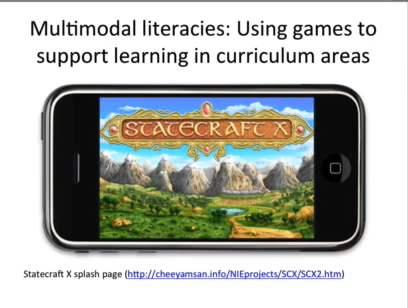 Multimodal literacies: Using games to
support learning in curriculum areas
STATECRAFT X
Statecraft X splash page (http://cheeyamsan.info/NIEprojects/SCX/SCX2.htm)